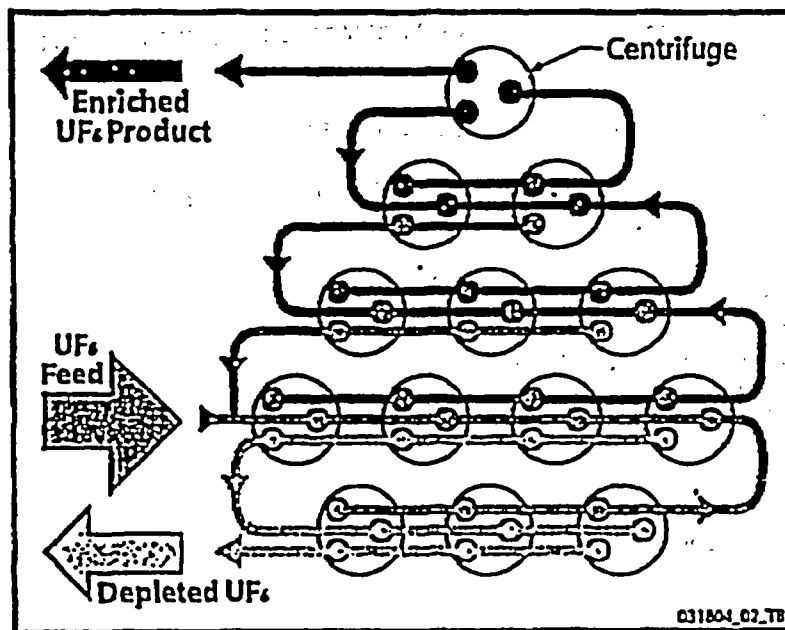 Centrifuge
Enriched
UF₆ Product
UF₆
Feed
Depleted UF₆
031804_02_TB